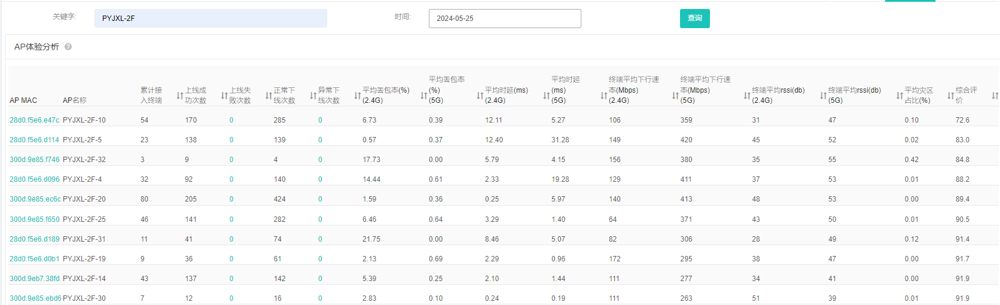 关键字: PYJXL-2F 时间: 2024-05-25 查询
AP体验分析 ?
AP MAC AP名称 累计接入终端 上线成功次数 上线失败次数 正常下线次数 异常下线次数 平均丢包率(%)(2.4G) 平均丢包率(%)(5G) 平均时延(ms)(2.4G) 平均时延(ms)(5G) 终端平均下行速率(Mbps)(2.4G) 终端平均下行速率(Mbps)(5G) 终端平均rssi(db)(2.4G) 终端平均rssi(db)(5G) 平均灾区占比(%) 综合评价
28d0.f5e6.e47c PYJXL-2F-10 54 170 0 285 0 6.73 0.39 12.11 5.27 106 359 31 47 0.10 72.6
28d0.f5e6.d114 PYJXL-2F-5 23 138 0 139 0 0.57 0.37 12.40 31.28 149 420 45 52 0.02 83.0
300d.9e85.f746 PYJXL-2F-32 3 9 0 4 0 17.73 0.00 5.79 4.15 156 380 35 55 0.42 84.8
28d0.f5e6.d096 PYJXL-2F-4 32 92 0 140 0 14.44 0.61 2.33 19.28 129 411 37 53 0.01 88.2
300d.9e85.ec6c PYJXL-2F-20 80 205 0 424 0 1.59 0.36 0.25 5.97 140 413 48 53 0.00 89.4
300d.9e85.f650 PYJXL-2F-25 46 141 0 282 0 6.46 0.64 3.29 1.40 64 371 43 50 0.01 90.5
28d0.f5e6.d189 PYJXL-2F-31 11 41 0 74 0 21.75 0.00 8.46 5.07 82 306 28 49 0.12 91.4
28d0.f5e6.d0b1 PYJXL-2F-19 9 36 0 61 0 2.13 0.69 2.29 0.96 172 295 38 47 0.00 91.7
300d.9eb7.38fd PYJXL-2F-14 43 137 0 142 0 5.39 0.25 2.10 1.44 111 277 34 41 0.00 91.9
300d.9e85.ebd6 PYJXL-2F-30 7 12 0 16 0 2.83 0.10 0.24 0.19 111 263 51 39 0.01 91.9